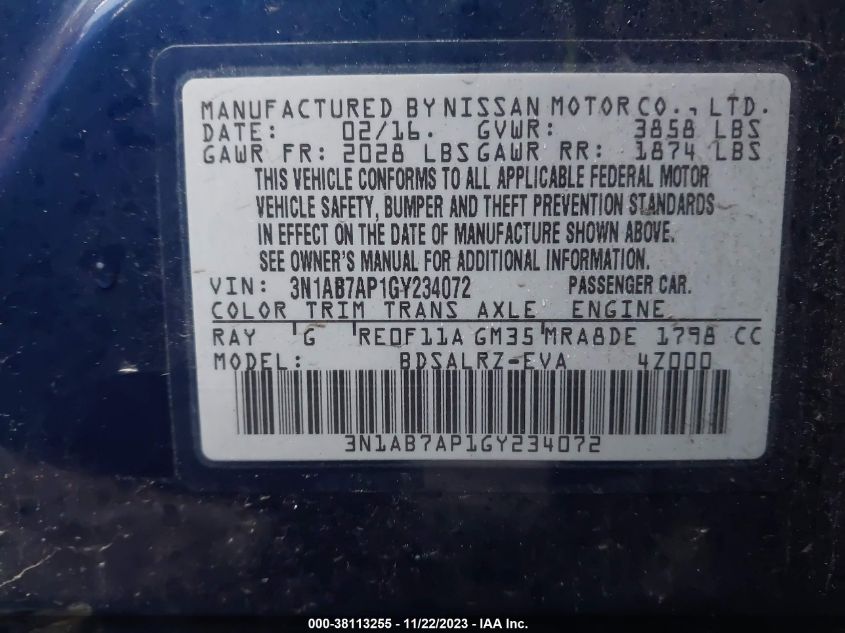 MANUFACTURED BY NISSAN MOTOR CO., LTD.
DATE: 02/16. GVWR: 3858 LBS
GAWR FR: 2028 LBS GAWR RR: 1874 LBS
THIS VEHICLE CONFORMS TO ALL APPLICABLE FEDERAL MOTOR
VEHICLE SAFETY, BUMPER AND THEFT PREVENTION STANDARDS
IN EFFECT ON THE DATE OF MANUFACTURE SHOWN ABOVE.
SEE OWNER'S MANUAL FOR ADDITIONAL INFORMATION.
VIN: 3N1AB7AP1GY234072 PASSENGER CAR.
COLOR TRIM TRANS AXLE ENGINE
RAY G RE0F11A GM35 MRA8DE 1798 CC
MODEL: BDSALRZ-EVA 4Z000
3N1AB7AP1GY234072
000-38113255 - 11/22/2023 - IAA Inc.